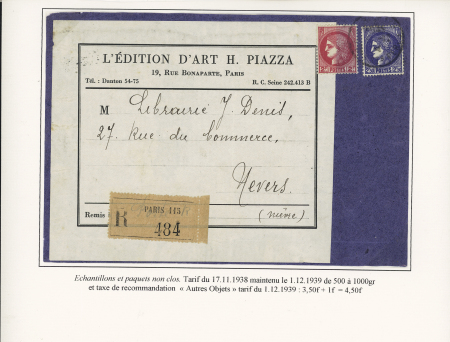 L'ÉDITION D'ART H. PIAZZA
19, RUE BONAPARTE, PARIS
Tél. : Danton 54-75 R. C. Seine 242.413 B
M Librairie J. Denis,
27 Rue du Commerce,
Nevers.
(nièvre)
Remis
PARIS 113
R 484
Echantillons et paquets non clos. Tarif du 17.11.1938 maintenu le 1.12.1939 de 500 à 1000gr
et taxe de recommandation « Autres Objets » tarif du 1.12.1939 : 3,50f + 1f = 4,50f